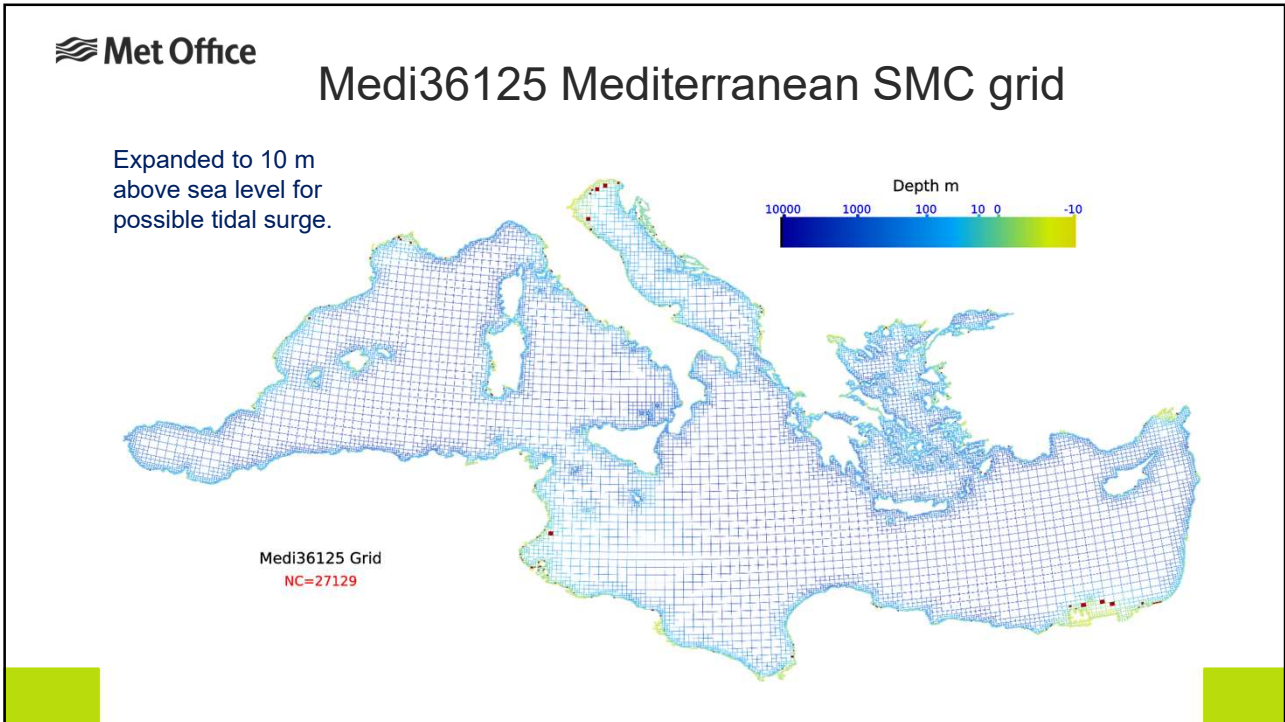 Met Office
Medi36125 Mediterranean SMC grid
Expanded to 10 m
above sea level for
possible tidal surge.
Depth m
10000 1000 100 10 0 -10
Medi36125 Grid
NC=27129